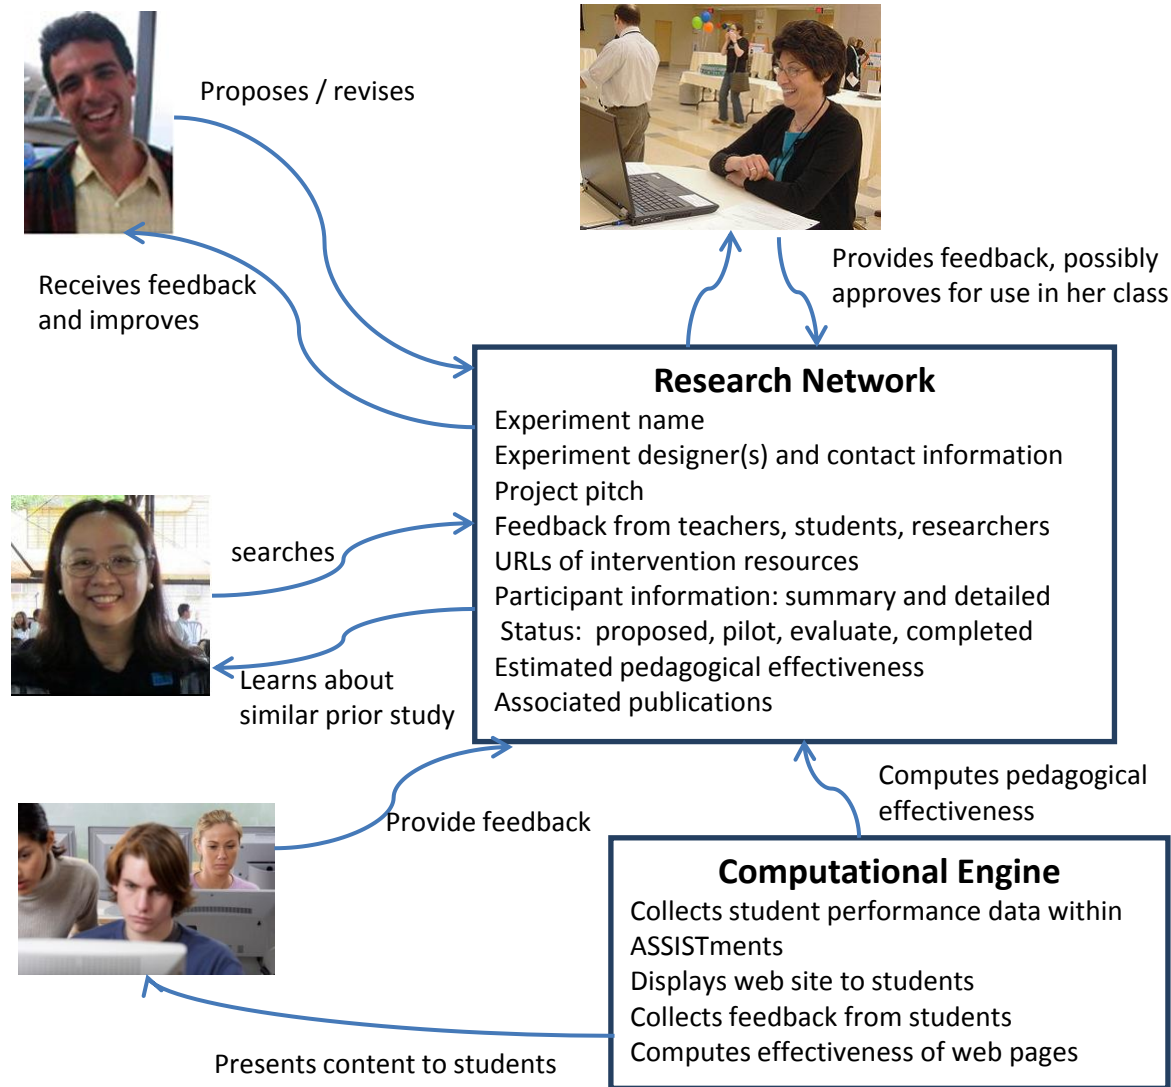 Proposes / revises
Receives feedback
and improves
Provides feedback, possibly
approves for use in her class
Research Network
Experiment name
Experiment designer(s) and contact information
Project pitch
Feedback from teachers, students, researchers
URLs of intervention resources
Participant information: summary and detailed
Status: proposed, pilot, evaluate, completed
Estimated pedagogical effectiveness
Associated publications
searches
Learns about
similar prior study
Provide feedback
Computes pedagogical
effectiveness
Computational Engine
Collects student performance data within
ASSISTments
Displays web site to students
Collects feedback from students
Computes effectiveness of web pages
Presents content to students